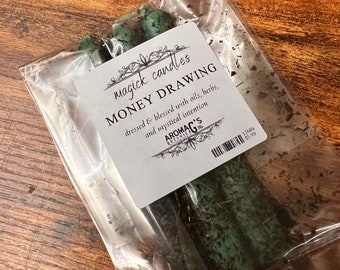 magick candles
MONEY DRAWING
dressed & blessed with oils, herbs,
and mystical intention
AROMAG'S